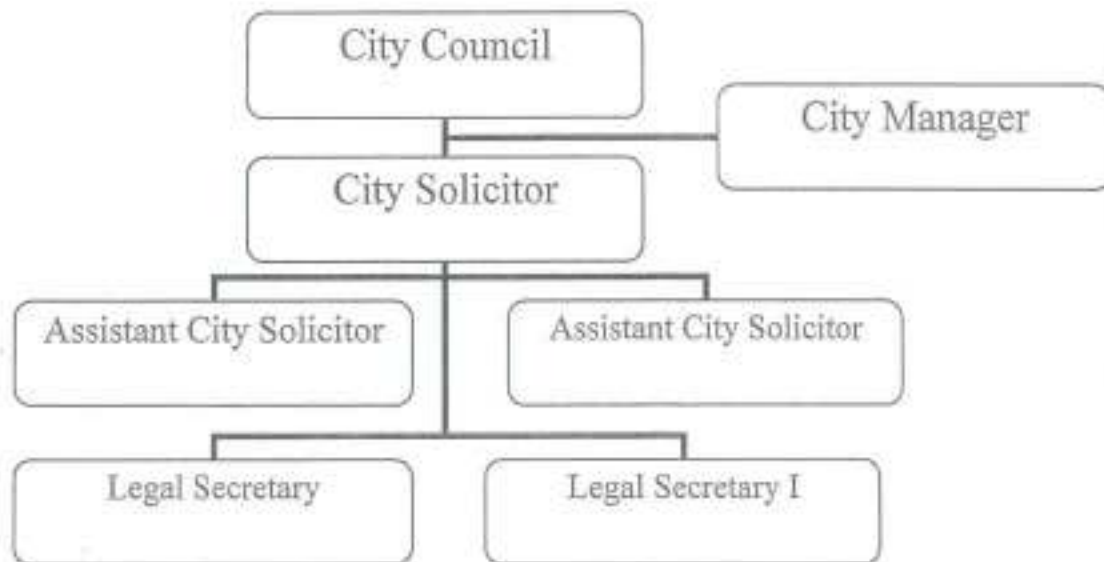 City Council
City Manager
City Solicitor
Assistant City Solicitor
Assistant City Solicitor
Legal Secretary
Legal Secretary I